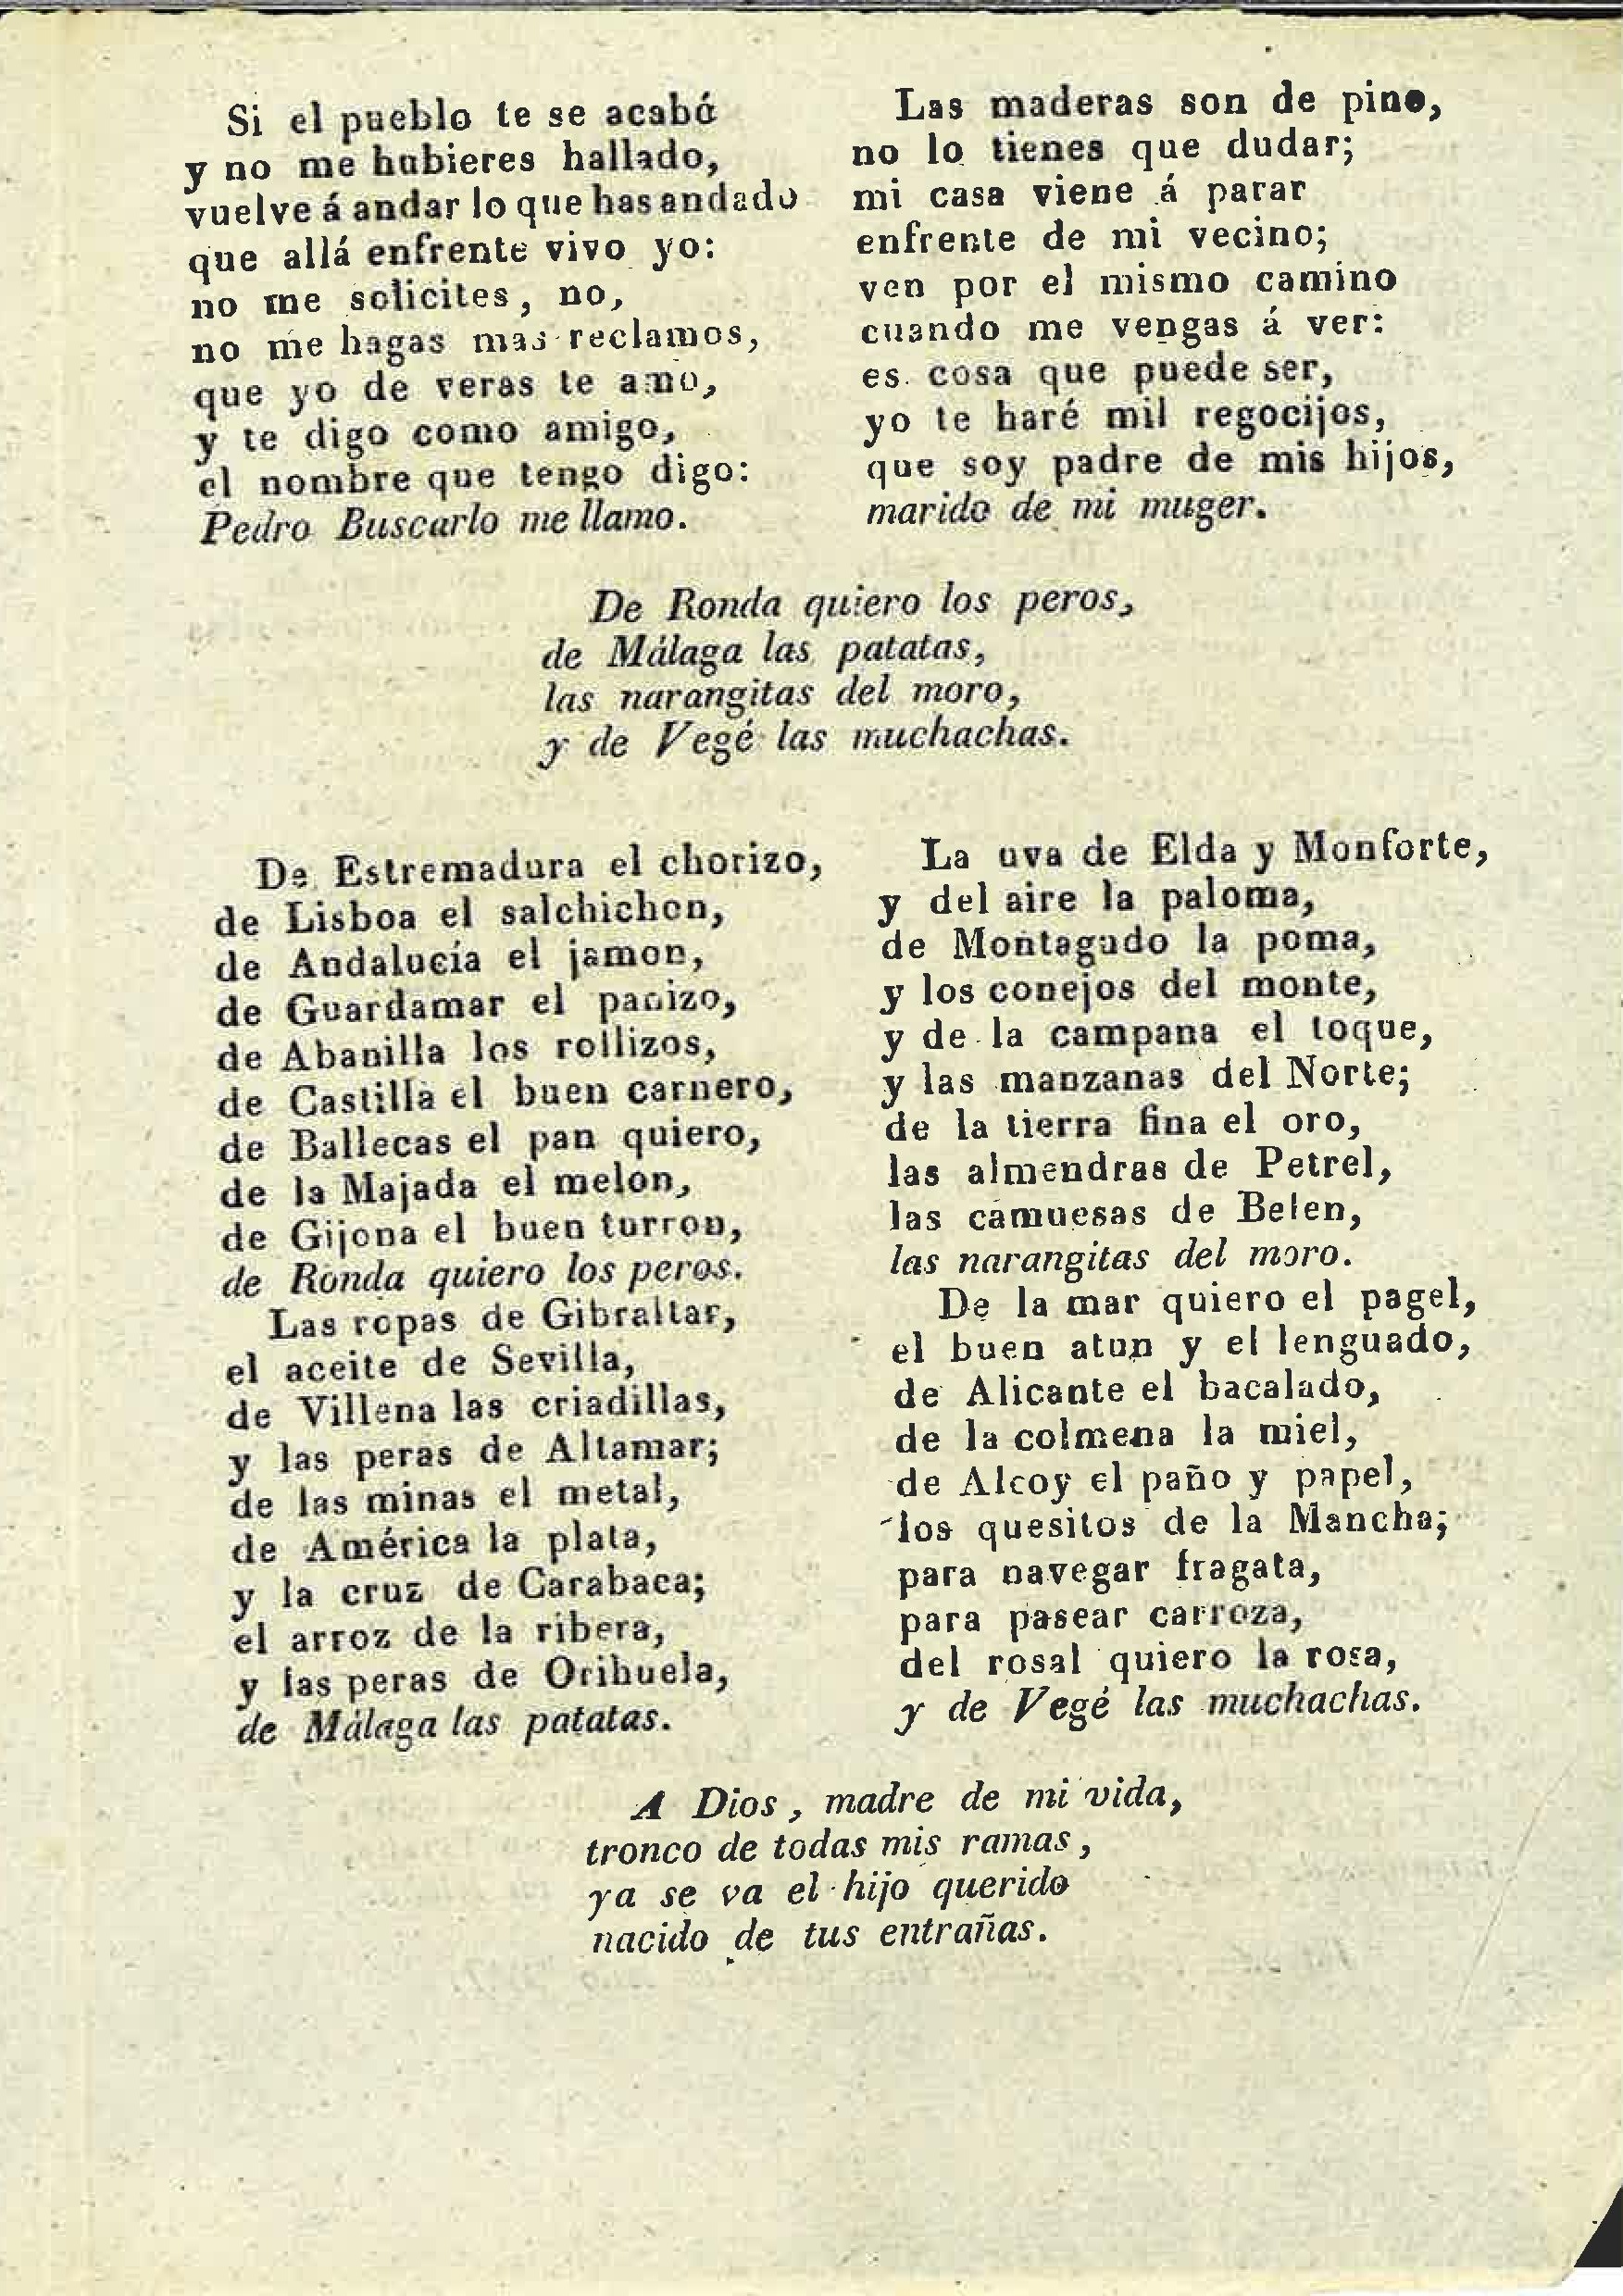 Si el pueblo te se acabó
y no me hubieres hallado,
vuelve á andar lo que has andado
que allá enfrente vivo yo:
no me solicites, no,
no me hagas mas reclamos,
que yo de veras te amo,
y te digo como amigo,
el nombre que tengo digo:
Pedro Buscarlo me llamo.
Las maderas son de pino,
no lo tienes que dudar;
mi casa viene á parar
enfrente de mi vecino;
ven por el mismo camino
cuando me vengas á ver:
es cosa que puede ser,
yo te haré mil regocijos,
que soy padre de mis hijos,
marido de mi muger.
De Ronda quiero los peros,
de Málaga las patatas,
las narangitas del moro,
y de Vegé las muchachas.
De Estremadura el chorizo,
de Lisboa el salchichon,
de Andalucía el jamon,
de Guardamar el panizo,
de Abanilla los rollizos,
de Castilla el buen carnero,
de Ballecas el pan quiero,
de la Majada el melon,
de Gijona el buen turron,
de Ronda quiero los peros.
Las ropas de Gibraltar,
el aceite de Sevilla,
de Villena las criadillas,
y las peras de Altamar;
de las minas el metal,
de América la plata,
y la cruz de Carabaca;
el arroz de la ribera,
y las peras de Orihuela,
de Málaga las patatas.
La uva de Elda y Monforte,
y del aire la paloma,
de Montagudo la poma,
y los conejos del monte,
y de la campana el toque,
y las manzanas del Norte;
de la tierra fina el oro,
las almendras de Petrel,
las camuesas de Belen,
las narangitas del moro.
De la mar quiero el pagel,
el buen atun y el lenguado,
de Alicante el bacalado,
de la colmena la miel,
de Alcoy el paño y papel,
los quesitos de la Mancha;
para navegar fragata,
para pasear carroza,
del rosal quiero la rosa,
y de Vegé las muchachas.
A Dios, madre de mi vida,
tronco de todas mis ramas,
ya se va el hijo querido
nacido de tus entrañas.